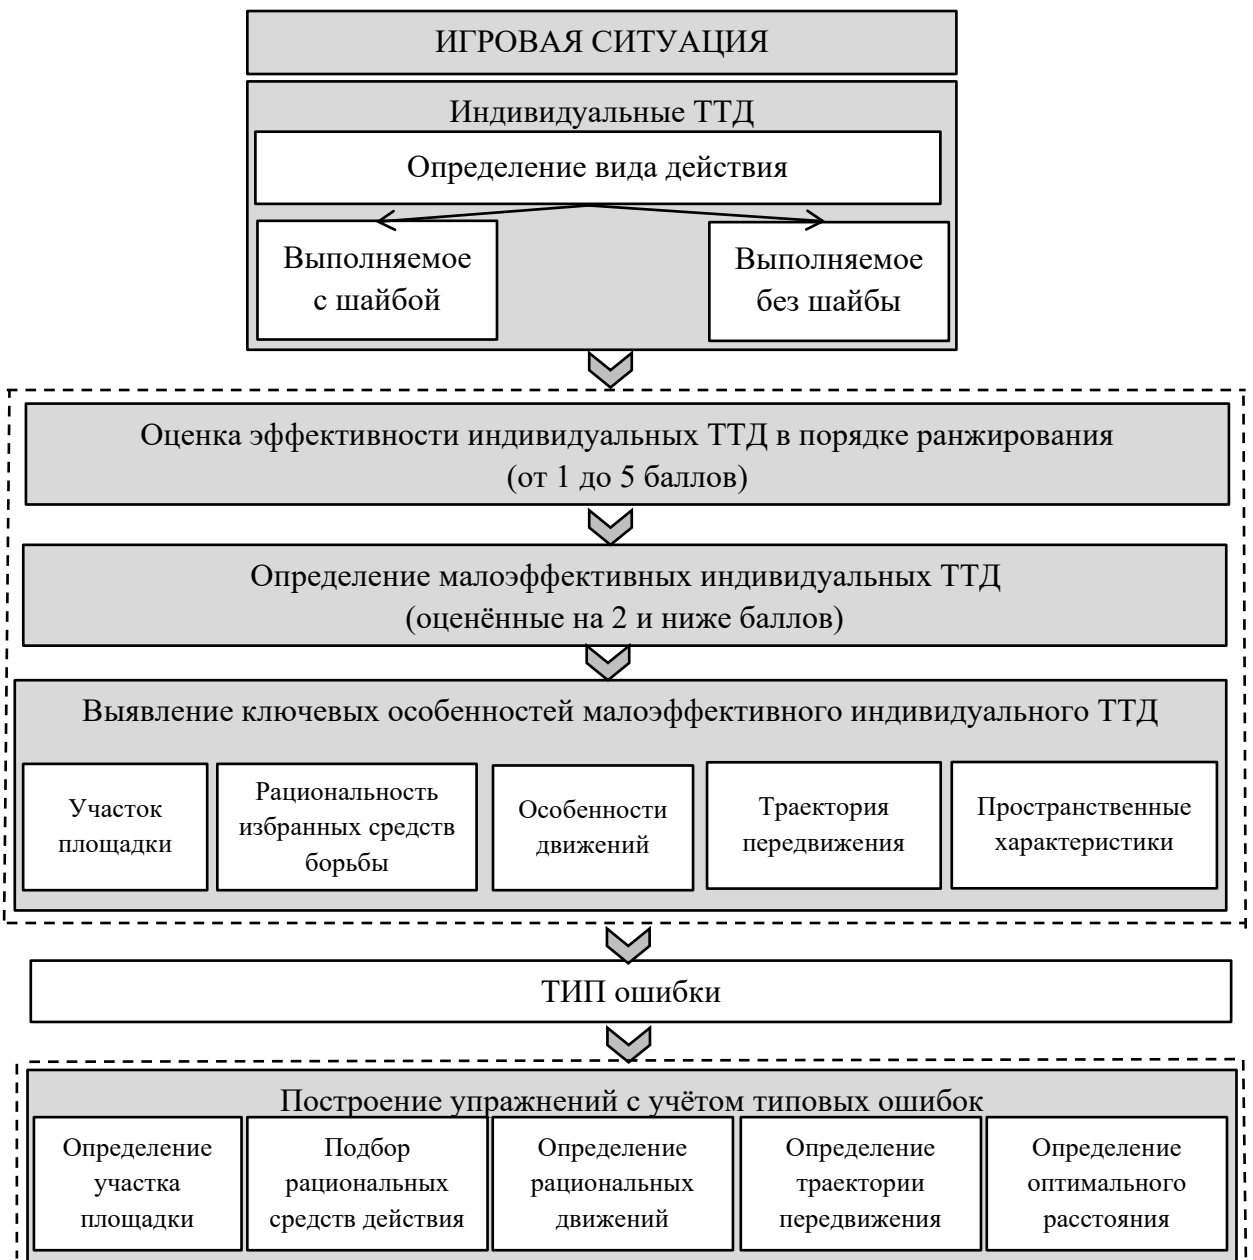 ИГРОВАЯ СИТУАЦИЯ
Индивидуальные ТТД
Определение вида действия
Выполняемое
с шайбой
Выполняемое
без шайбы
Оценка эффективности индивидуальных ТТД в порядке ранжирования
(от 1 до 5 баллов)
Определение малоэффективных индивидуальных ТТД
(оценённые на 2 и ниже баллов)
Выявление ключевых особенностей малоэффективного индивидуального ТТД
Участок
площадки
Рациональность
избранных средств
борьбы
Особенности
движений
Траектория
передвижения
Пространственные
характеристики
ТИП ошибки
Построение упражнений с учётом типовых ошибок
Определение
участка
площадки
Подбор
рациональных
средств действия
Определение
рациональных
движений
Определение
траектории
передвижения
Определение
оптимального
расстояния